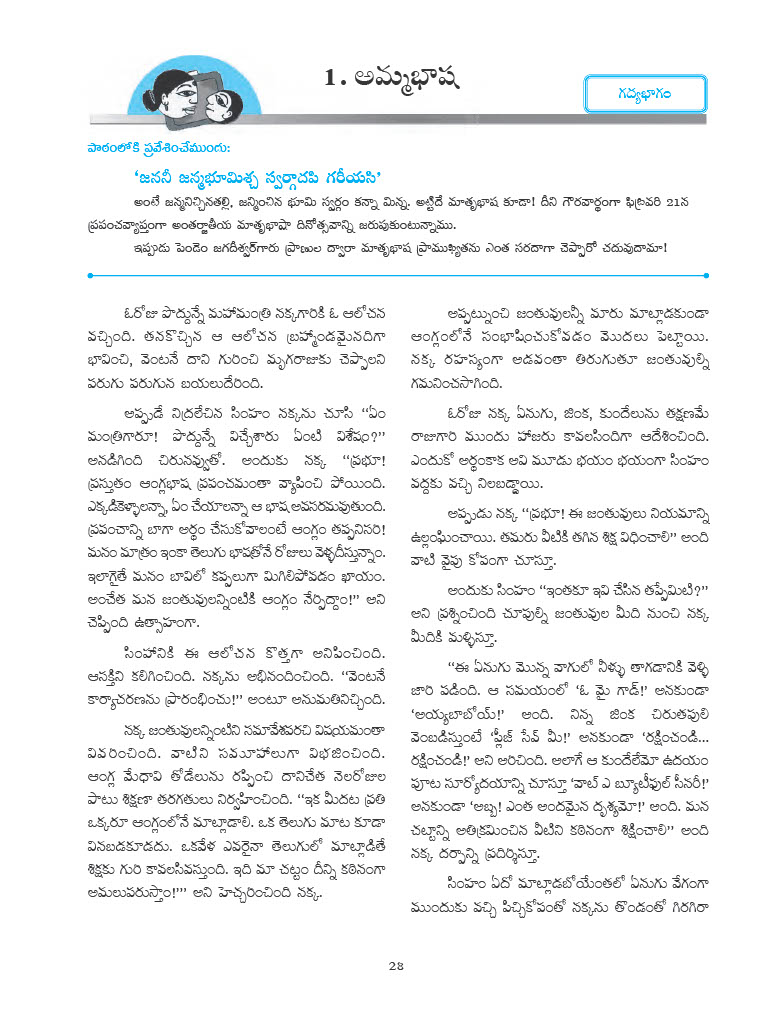 1. అమ్మభాష
గద్యభాగం
పాఠంలోకి ప్రవేశించేముందు:
‘జననీ జన్మభూమిశ్చ స్వర్గాదపి గరీయసి’
అంటే జన్మనిచ్చినతల్లి, జన్మించిన భూమి స్వర్గం కన్నా మిన్న. అట్టిదే మాతృభాష కూడా! దీని గౌరవార్థంగా ఫిబ్రవరి 21న
ప్రపంచవ్యాప్తంగా అంతర్జాతీయ మాతృభాషా దినోత్సవాన్ని జరుపుకుంటున్నాము.
ఇప్పుడు పెండెం జగదీశ్వర్‌గారు ప్రాణుల ద్వారా మాతృభాష ప్రాముఖ్యితను ఎంత సరదాగా చెప్పారో చదువుదామా!
ఓరోజు పొద్దున్నే మహామంత్రి నక్కగారికి ఓ ఆలోచన
వచ్చింది. తనకొచ్చిన ఆ ఆలోచన బ్రహ్మాండమైనదిగా
భావించి, వెంటనే దాని గురించి మృగరాజుకు చెప్పాలని
పరుగు పరుగున బయలుదేరింది.
అప్పుడే నిద్రలేచిన సింహం నక్కను చూసి “ఏం
మంత్రిగారూ! పొద్దున్నే విచ్చేశారు ఏంటి విశేషం?”
అనడిగింది చిరునవ్వుతో. అందుకు నక్క “ప్రభూ!
ప్రస్తుతం ఆంగ్లభాష ప్రపంచమంతా వ్యాపించి పోయింది.
ఎక్కడికెళ్ళాలన్నా, ఏం చేయాలన్నా ఆ భాష అవసరమవుతుంది.
ప్రపంచాన్ని బాగా అర్థం చేసుకోవాలంటే ఆంగ్లం తప్పనిసరి!
మనం మాత్రం ఇంకా తెలుగు భాషతోనే రోజులు వెళ్ళదీస్తున్నాం.
ఇలాగైతే మనం బావిలో కప్పలుగా మిగిలిపోవడం ఖాయం.
అంచేత మన జంతువులన్నింటికి ఆంగ్లం నేర్పిద్దాం!” అని
చెప్పింది ఉత్సాహంగా.
సింహానికి ఈ ఆలోచన కొత్తగా అనిపించింది.
ఆసక్తిని కలిగించింది. నక్కను అభినందించింది. “వెంటనే
కార్యాచరణను ప్రారంభించు!” అంటూ అనుమతినిచ్చింది.
నక్క జంతువులన్నింటిని సమావేశపరచి విషయమంతా
వివరించింది. వాటిని సమూహాలుగా విభజించింది.
ఆంగ్ల మేధావి తోడేలును రప్పించి దానిచేత నెలరోజుల
పాటు శిక్షణా తరగతులు నిర్వహించింది. “ఇక మీదట ప్రతి
ఒక్కరూ ఆంగ్లంలోనే మాట్లాడాలి. ఒక తెలుగు మాట కూడా
వినబడకూడదు. ఒకవేళ ఎవరైనా తెలుగులో మాట్లాడితే
శిక్షకు గురి కావలసివస్తుంది. ఇది మా చట్టం దీన్ని కఠినంగా
అమలుపరుస్తాం!’” అని హెచ్చరించింది నక్క.
అప్పట్నుంచి జంతువులన్నీ మారు మాట్లాడకుండా
ఆంగ్లంలోనే సంభాషించుకోవడం మొదలు పెట్టాయి.
నక్క రహస్యంగా అడవంతా తిరుగుతూ జంతువుల్ని
గమనించసాగింది.
ఓరోజు నక్క ఏనుగు, జింక, కుందేలును తక్షణమే
రాజుగారి ముందు హాజరు కావలసిందిగా ఆదేశించింది.
ఎందుకో అర్థంకాక అవి మూడు భయం భయంగా సింహం
వద్దకు వచ్చి నిలబడ్డాయి.
అప్పుడు నక్క “ప్రభూ! ఈ జంతువులు నియమాన్ని
ఉల్లంఘించాయి. తమరు వీటికి తగిన శిక్ష విధించాలి” అంది
వాటి వైపు కోపంగా చూస్తూ.
అందుకు సింహం “ఇంతకూ ఇవి చేసిన తప్పేమిటి?”
అని ప్రశ్నించింది చూపుల్ని జంతువుల మీది నుంచి నక్క
మీదికి మళ్ళిస్తూ.
“ఈ ఏనుగు మొన్న వాగులో నీళ్ళు తాగడానికి వెళ్ళి
జారి పడింది. ఆ సమయంలో ‘ఓ మై గాడ్!’ అనకుండా
‘అయ్యబాబోయ్!’ అంది. నిన్న జింక చిరుతపులి
వెంబడిస్తుంటే ‘ప్లీజ్ సేవ్ మీ!’ అనకుండా ‘రక్షించండి...
రక్షించండి!’ అని అరిచింది. అలాగే ఆ కుందేలేమో ఉదయం
పూట సూర్యోదయాన్ని చూస్తూ ‘వాట్ ఎ బ్యూటీఫుల్ సీనరీ!’
అనకుండా ‘అబ్బ! ఎంత అందమైన దృశ్యమో!’ అంది. మన
చట్టాన్ని అతిక్రమించిన వీటిని కఠినంగా శిక్షించాలి” అంది
నక్క దర్పాన్ని ప్రదర్శిస్తూ.
సింహం ఏదో మాట్లాడబోయేంతలో ఏనుగు వేగంగా
ముందుకు వచ్చి పిచ్చికోపంతో నక్కను తొండంతో గిరగిరా
28